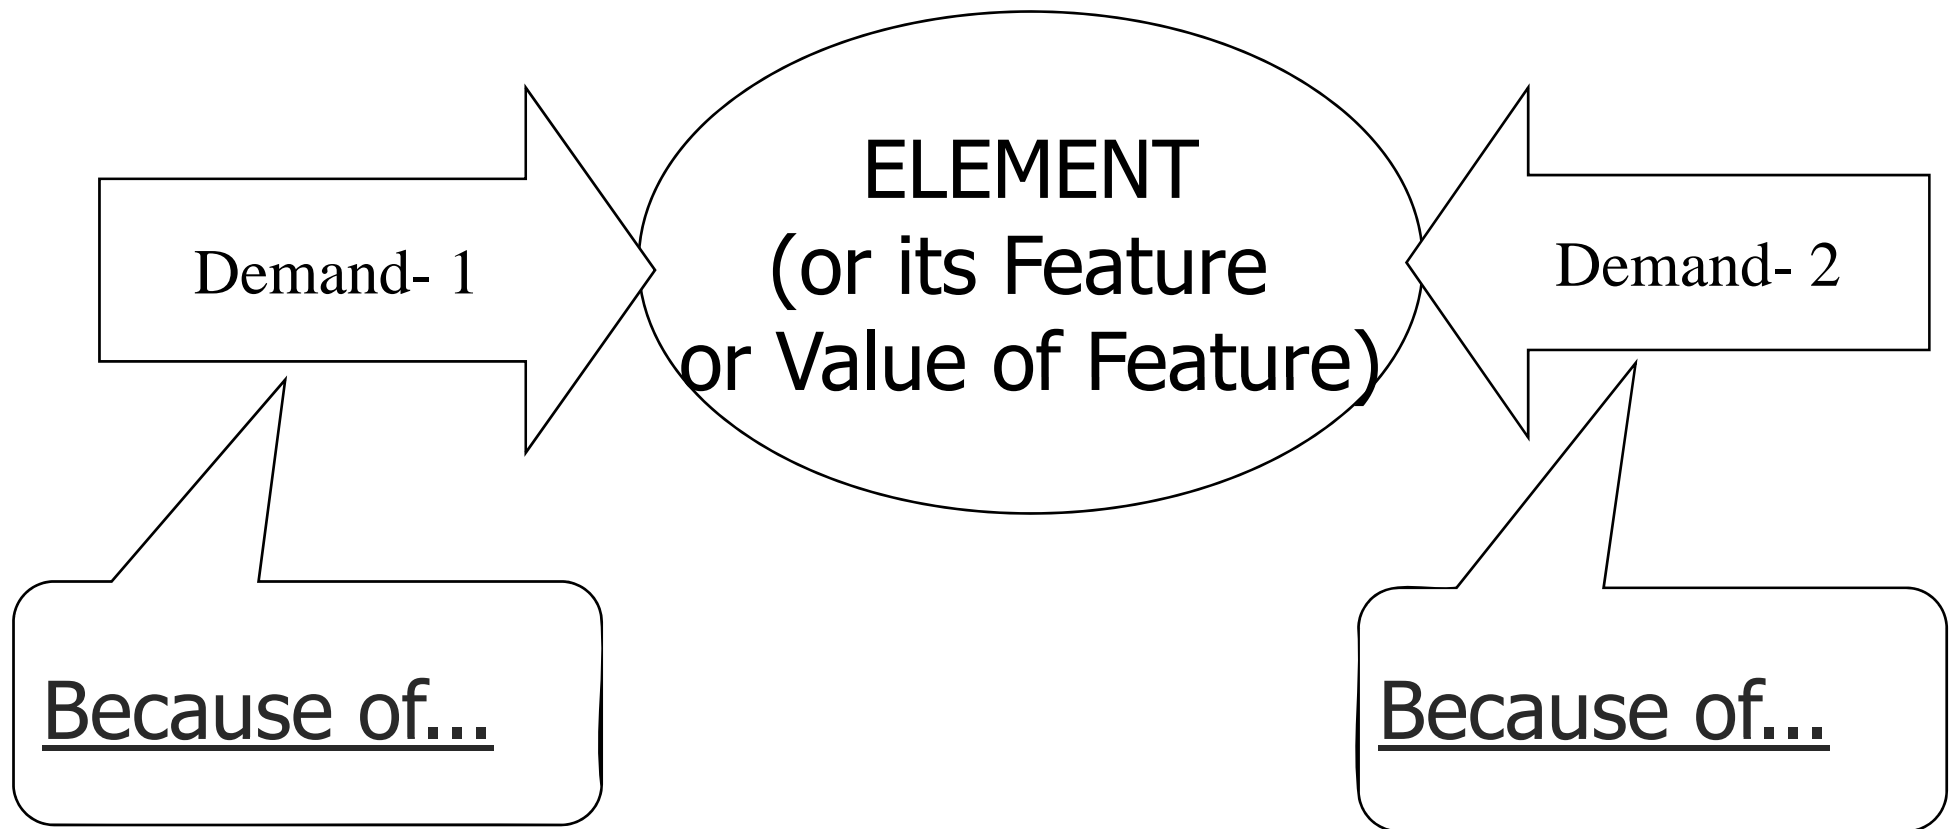 ELEMENT
(or its Feature
or Value of Feature)
Demand- 1
Demand- 2
Because of...
Because of...